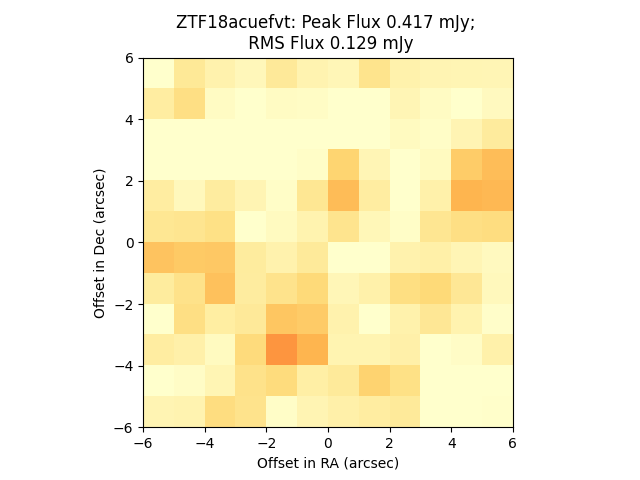 ZTF18acuefvt: Peak Flux 0.417 mJy;
RMS Flux 0.129 mJy
6
4
2
0
−2
−4
−6
Offset in Dec (arcsec)
−6 −4 −2 0 2 4 6
Offset in RA (arcsec)